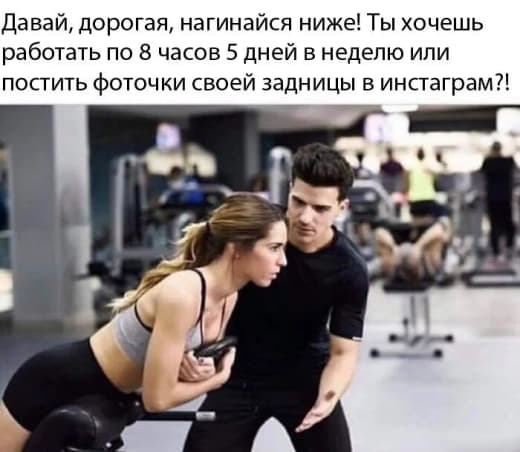 Давай, дорогая, нагинайся ниже! Ты хочешь
работать по 8 часов 5 дней в неделю или
постить фоточки своей задницы в инстаграм?!